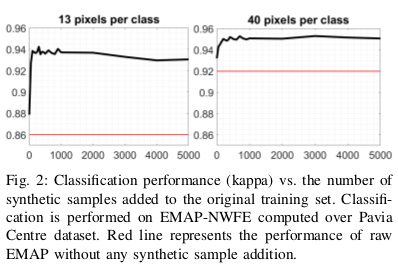 13 pixels per class
40 pixels per class
0.96
0.94
0.92
0.9
0.88
0.86
0 1000 2000 3000 4000 5000
0.96
0.94
0.92
0.9
0.88
0.86
0 1000 2000 3000 4000 5000
Fig. 2: Classification performance (kappa) vs. the number of
synthetic samples added to the original training set. Classifi-
cation is performed on EMAP-NWFE computed over Pavia
Centre dataset. Red line represents the performance of raw
EMAP without any synthetic sample addition.